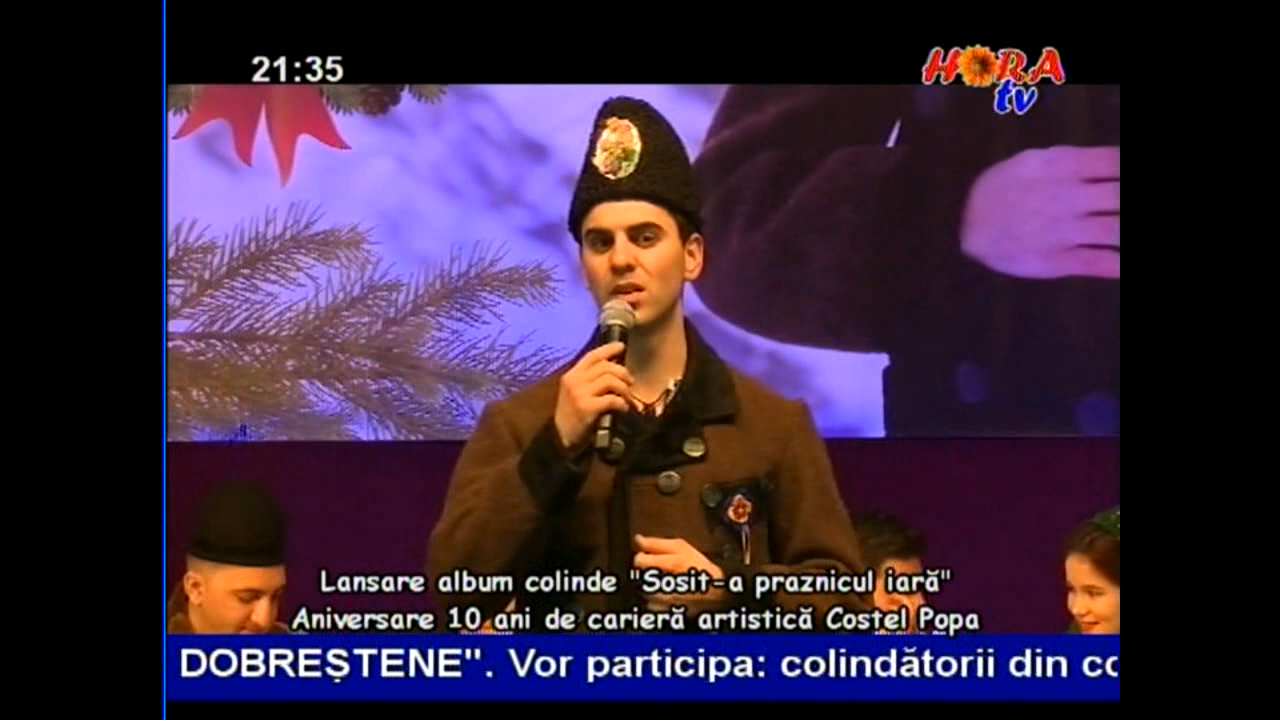 21:35
HORA
tv
Lansare album colinde "Sosit-a praznicul iară"
Aniversare 10 ani de carieră artistică Costel Popa
DOBREȘTENE". Vor participa: colindătorii din co